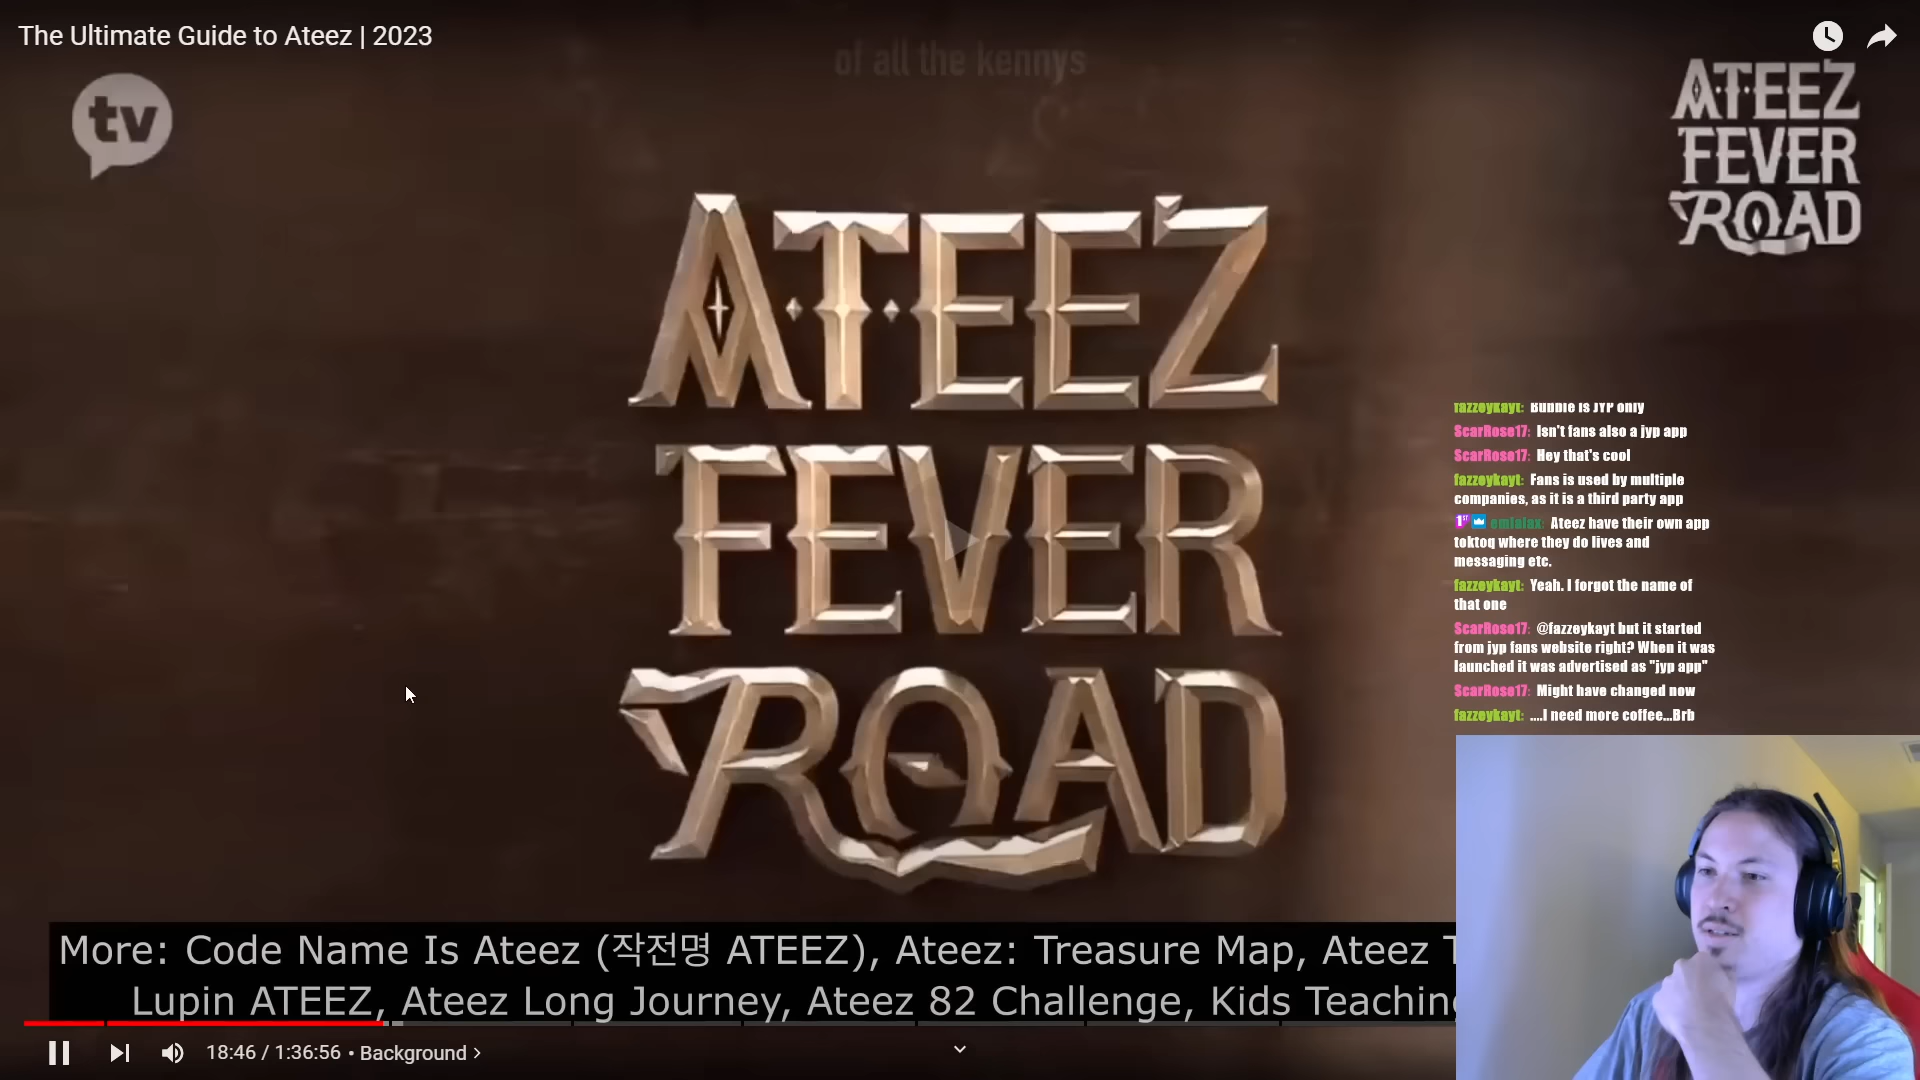 The Ultimate Guide to Ateez | 2023
of all the kennys
tv
ATEEZ
FEVER
ROAD
ATEEZ
FEVER
ROAD
fazzeykayt: Bubble is JYP only
ScarRose17: Isn't fans also a jyp app
ScarRose17: Hey that's cool
fazzeykayt: Fans is used by multiple
companies, as it is a third party app
Ateez have their own app
toktoq where they do lives and
messaging etc.
fazzeykayt: Yeah. I forgot the name of
that one
ScarRose17: @fazzeykayt but it started
from jyp fans website right? When it was
launched it was advertised as "jyp app"
ScarRose17: Might have changed now
fazzeykayt: ....I need more coffee...Brb
More: Code Name Is Ateez (작전명 ATEEZ), Ateez: Treasure Map, Ateez T
Lupin ATEEZ, Ateez Long Journey, Ateez 82 Challenge, Kids Teaching
18:46 / 1:36:56 • Background >